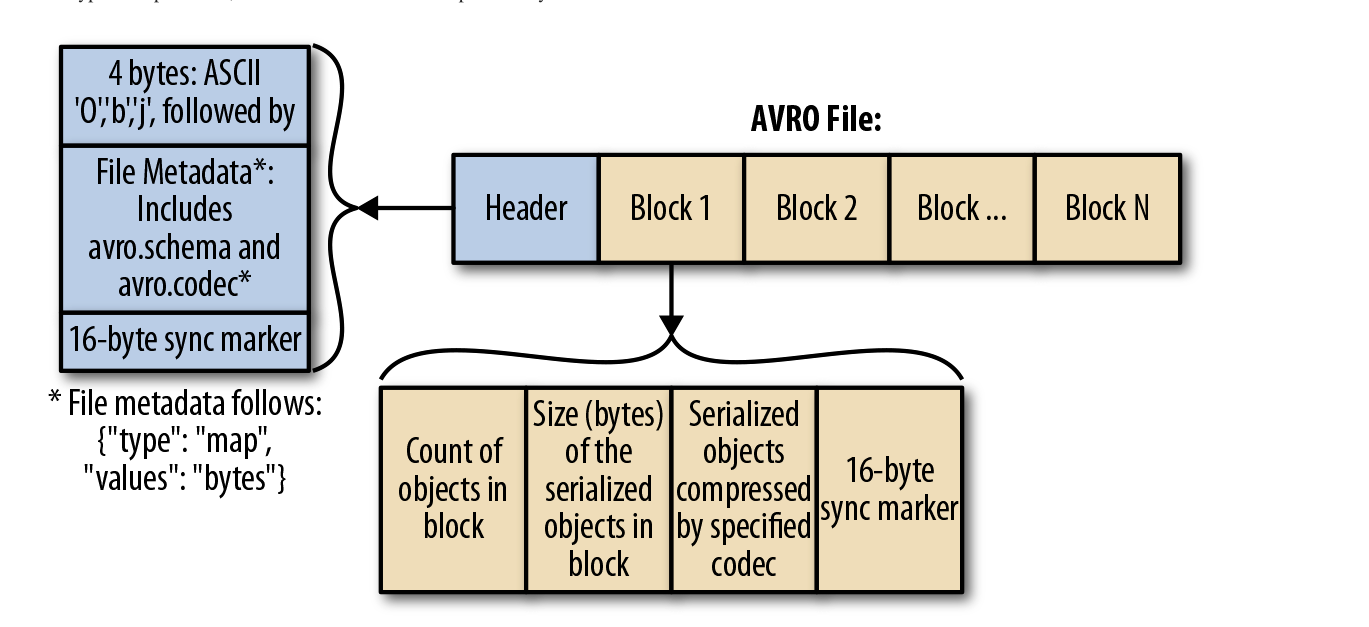 4 bytes: ASCII
'O','b','j', followed by
File Metadata*:
Includes
avro.schema and
avro.codec*
16-byte sync marker
* File metadata follows:
{"type": "map",
"values": "bytes"}
AVRO File:
Header
Block 1
Block 2
Block ...
Block N
Count of
objects in
block
Size (bytes)
of the
serialized
objects in
block
Serialized
objects
compressed
by specified
codec
16-byte
sync marker